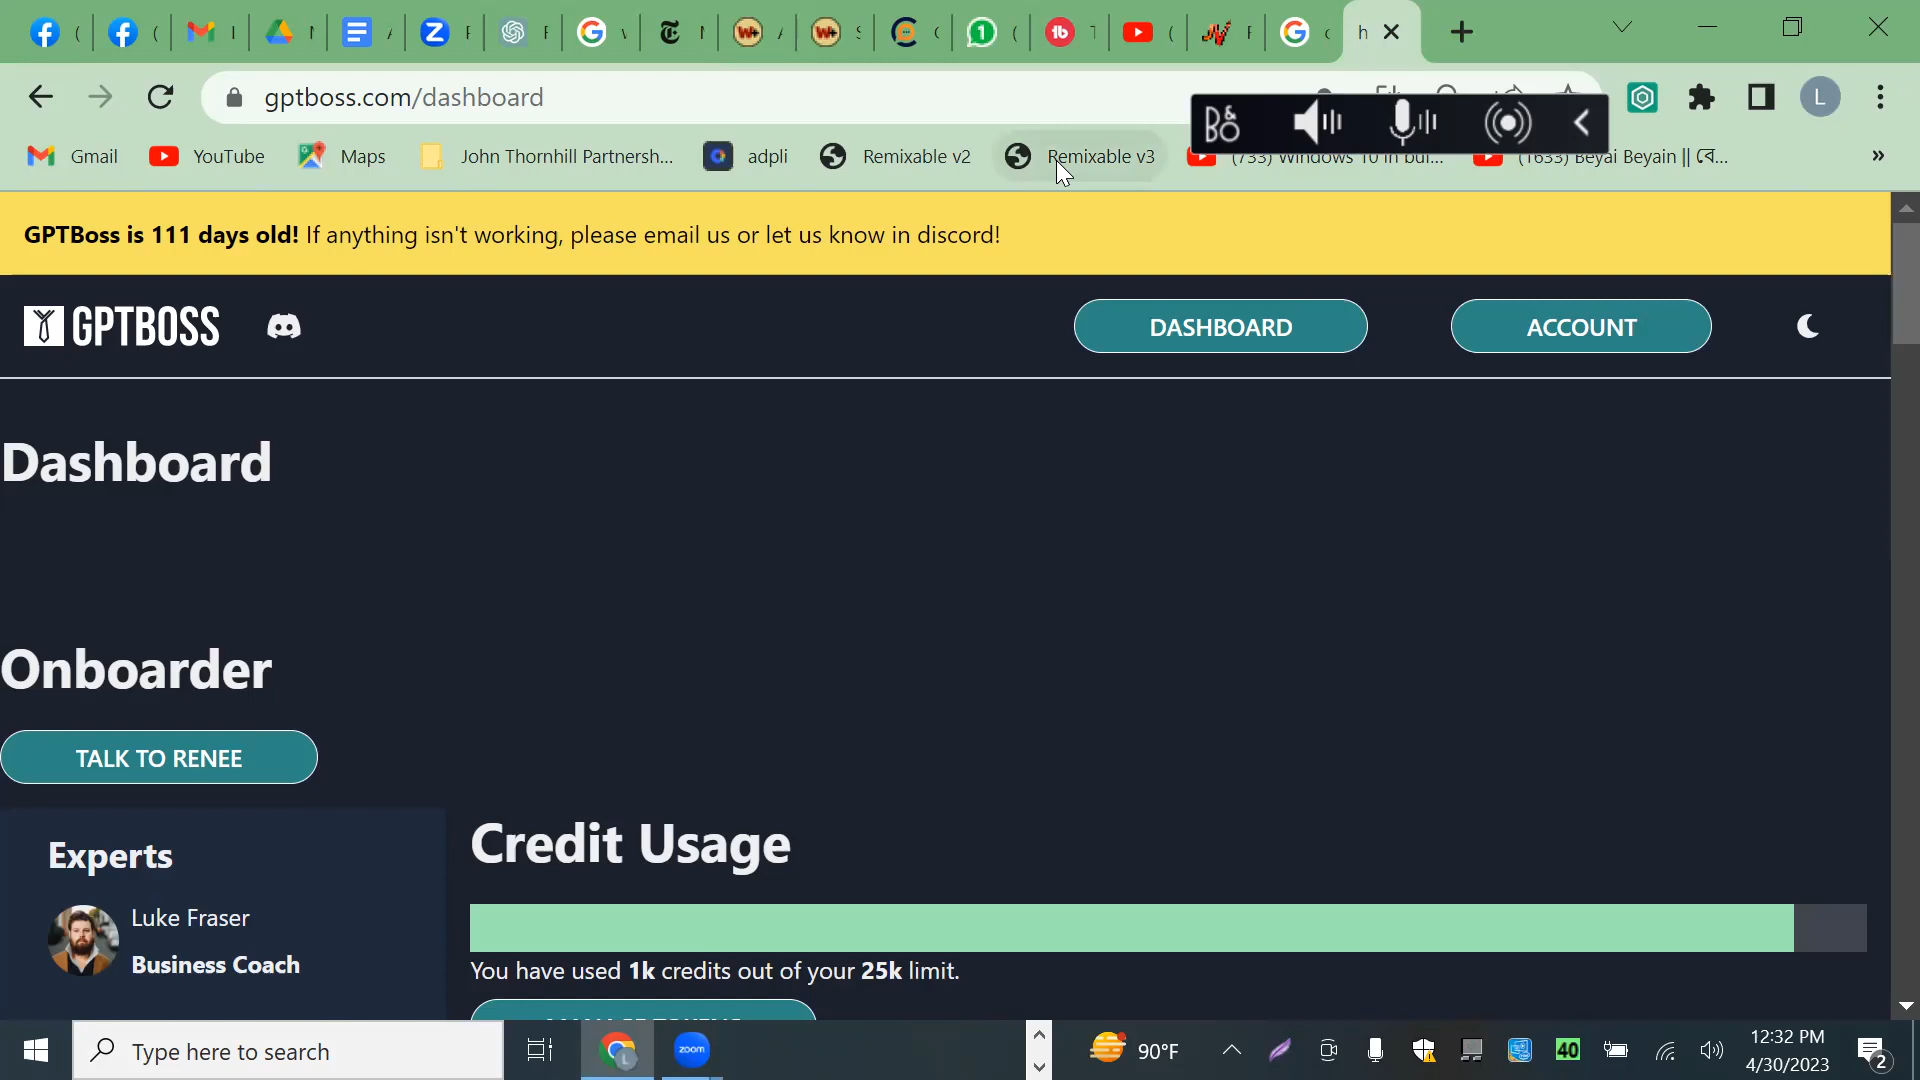 gptboss.com/dashboard
L
B&O
Gmail
YouTube
Maps
John Thornhill Partnersh...
adpli
Remixable v2
Remixable v3
»
GPTBoss is 111 days old! If anything isn't working, please email us or let us know in discord!
GPTBOSS
DASHBOARD
ACCOUNT
Dashboard
Onboarder
TALK TO RENEE
Experts
Luke Fraser
Business Coach
Credit Usage
You have used 1k credits out of your 25k limit.
Type here to search
zoom
90°F
40
12:32 PM
4/30/2023
2